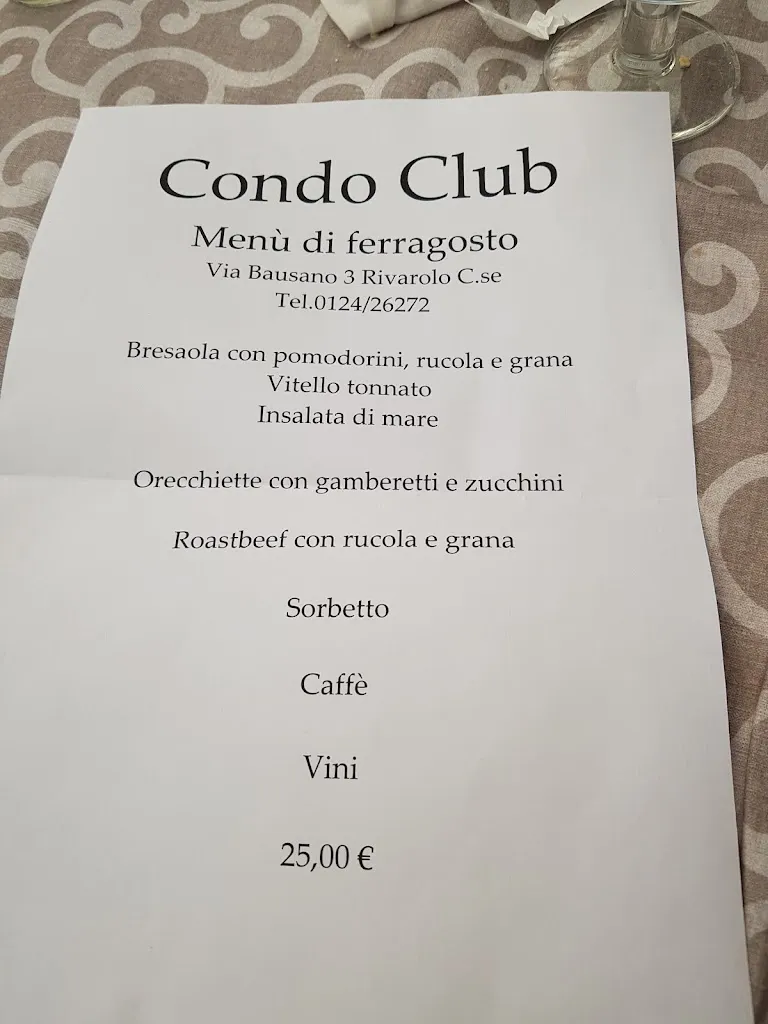 Condo Club
Menù di ferragosto
Via Bausano 3 Rivarolo C.se
Tel.0124/26272
Bresaola con pomodorini, rucola e grana
Vitello tonnato
Insalata di mare
Orecchiette con gamberetti e zucchini
Roastbeef con rucola e grana
Sorbetto
Caffè
Vini
25,00 €